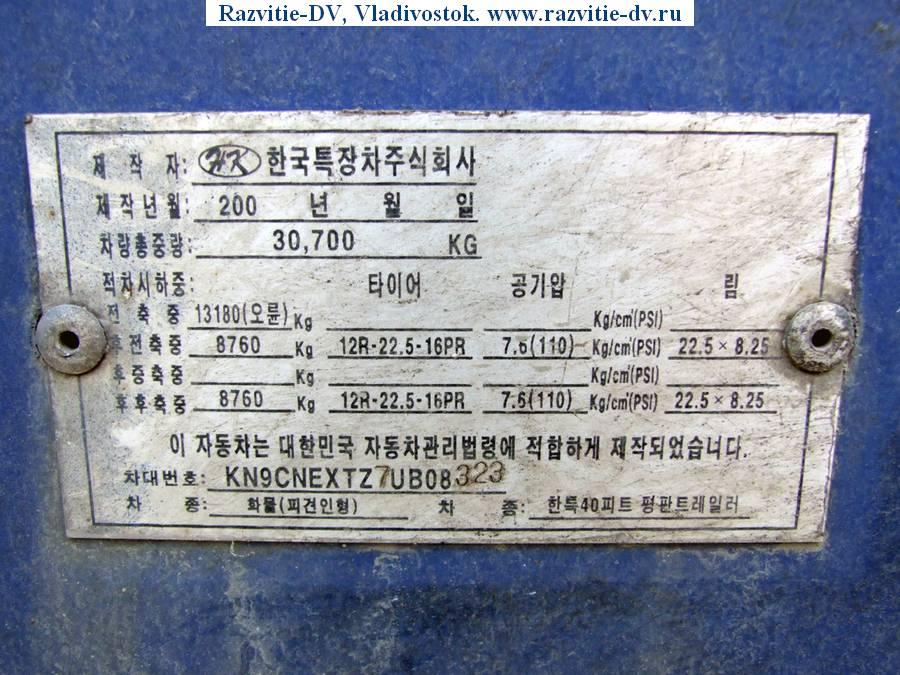 Razvitie-DV, Vladivostok. www.razvitie-dv.ru
제 작 자: HK 한국특장차주식회사
제작년월: 200 년 월 일
차량총중량: 30,700 KG
적차시하중: 타이어 공기압 림
전 축 중 13180(오륜) Kg Kg/cm²(PSI)
후전축중 8760 Kg 12R-22.5-16PR 7.6(110) Kg/cm²(PSI) 22.5 × 8.25
후중축중 Kg Kg/cm²(PSI)
후후축중 8760 Kg 12R-22.5-16PR 7.6(110) Kg/cm²(PSI) 22.5 × 8.25
이 자동차는 대한민국 자동차관리법령에 적합하게 제작되었습니다.
차대번호: KN9CNEXTZ7UB08323
차 종: 화물(피견인형) 차 종: 한특40피트 평판트레일러